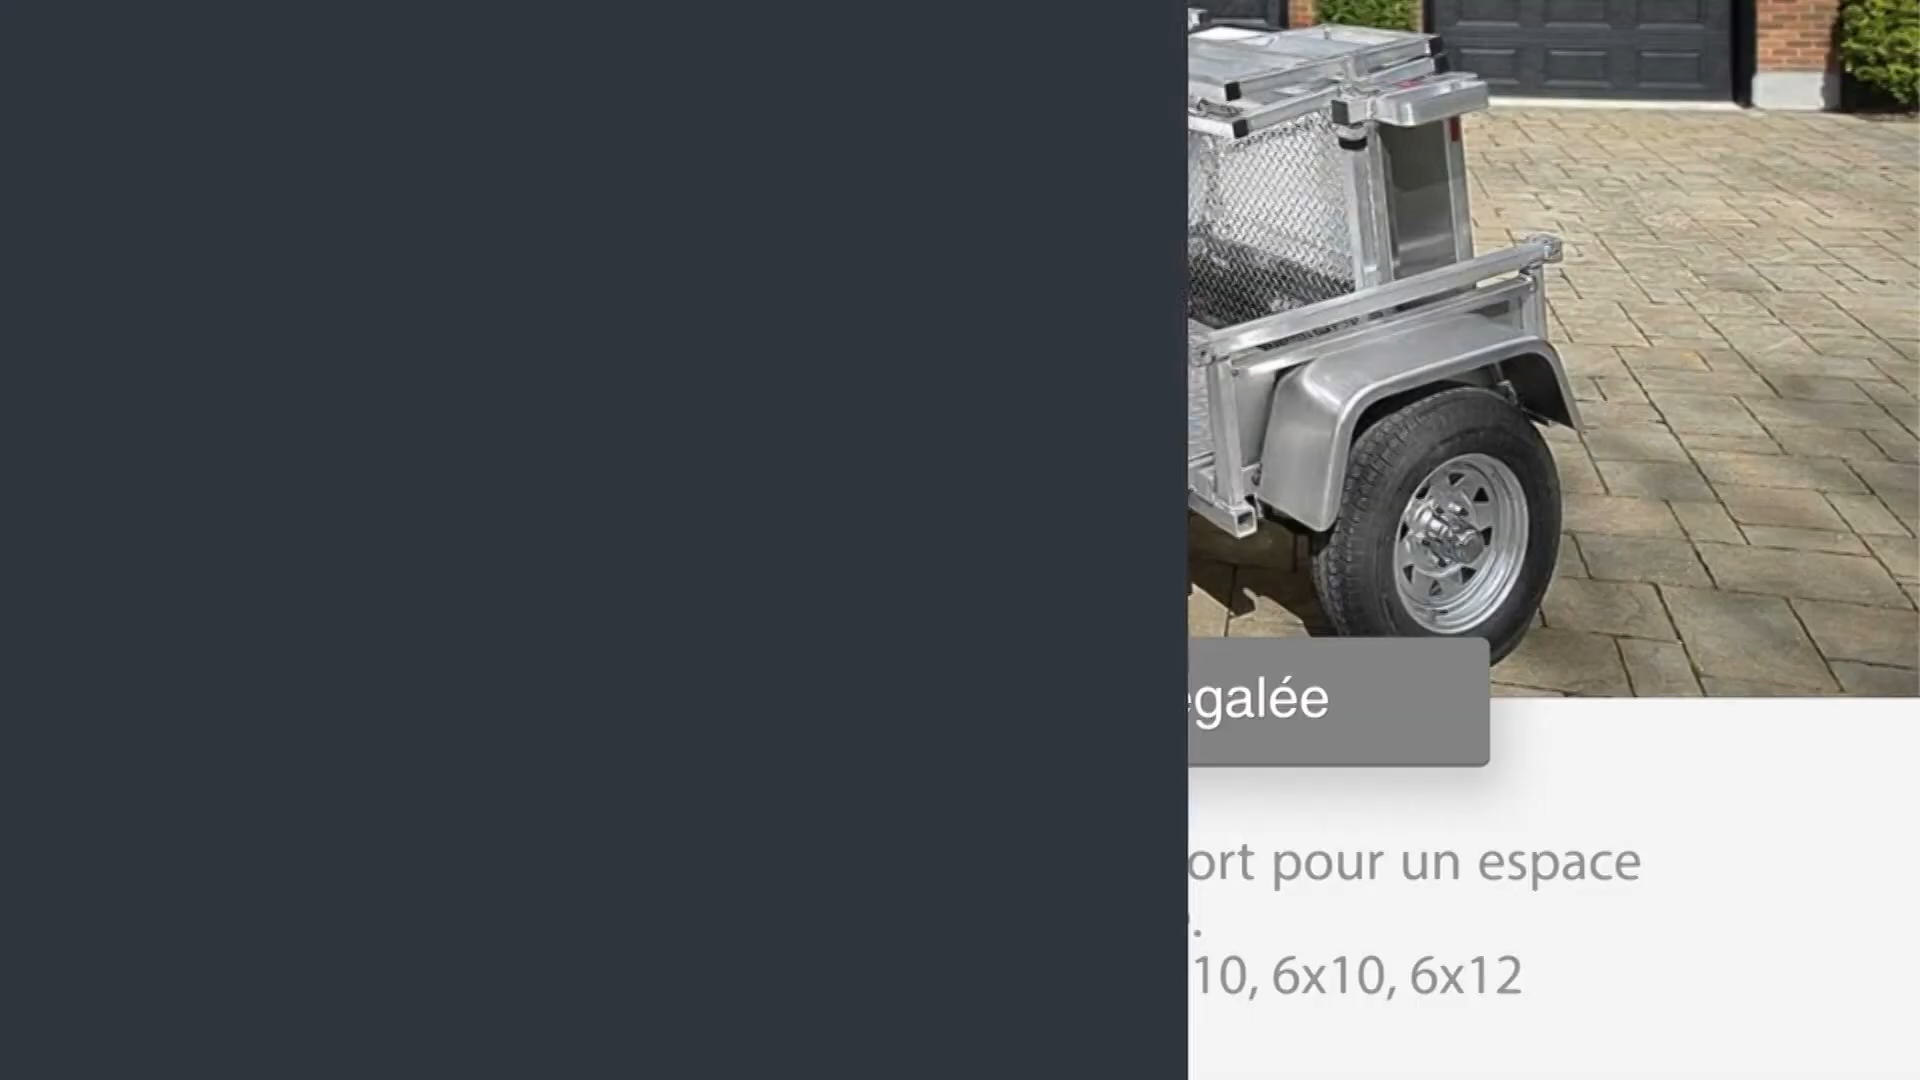 égalée
ort pour un espace
.
10, 6x10, 6x12